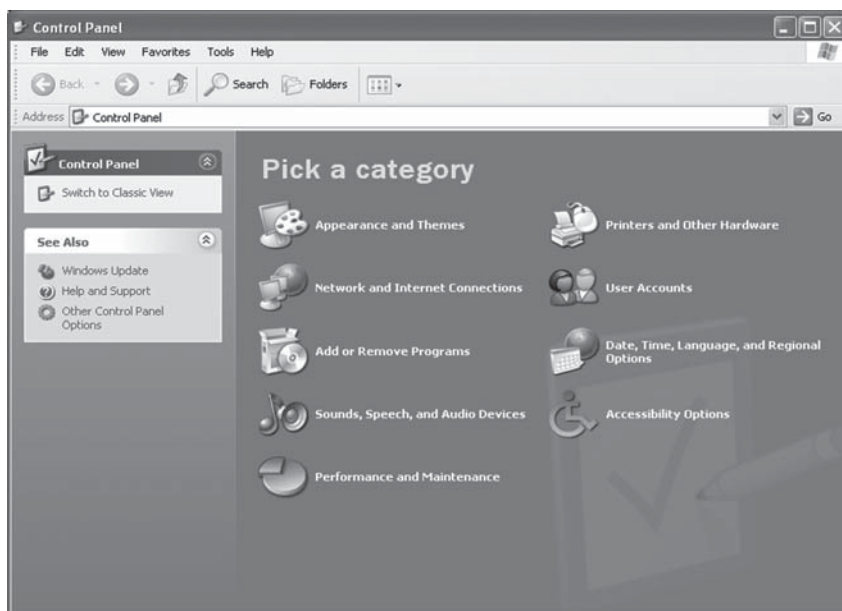 Control Panel
File Edit View Favorites Tools Help
Back Search Folders
Address Control Panel Go
Control Panel
Switch to Classic View
See Also
Windows Update
Help and Support
Other Control Panel
Options
Pick a category
Appearance and Themes
Printers and Other Hardware
Network and Internet Connections
User Accounts
Add or Remove Programs
Date, Time, Language, and Regional
Options
Sounds, Speech, and Audio Devices
Accessibility Options
Performance and Maintenance